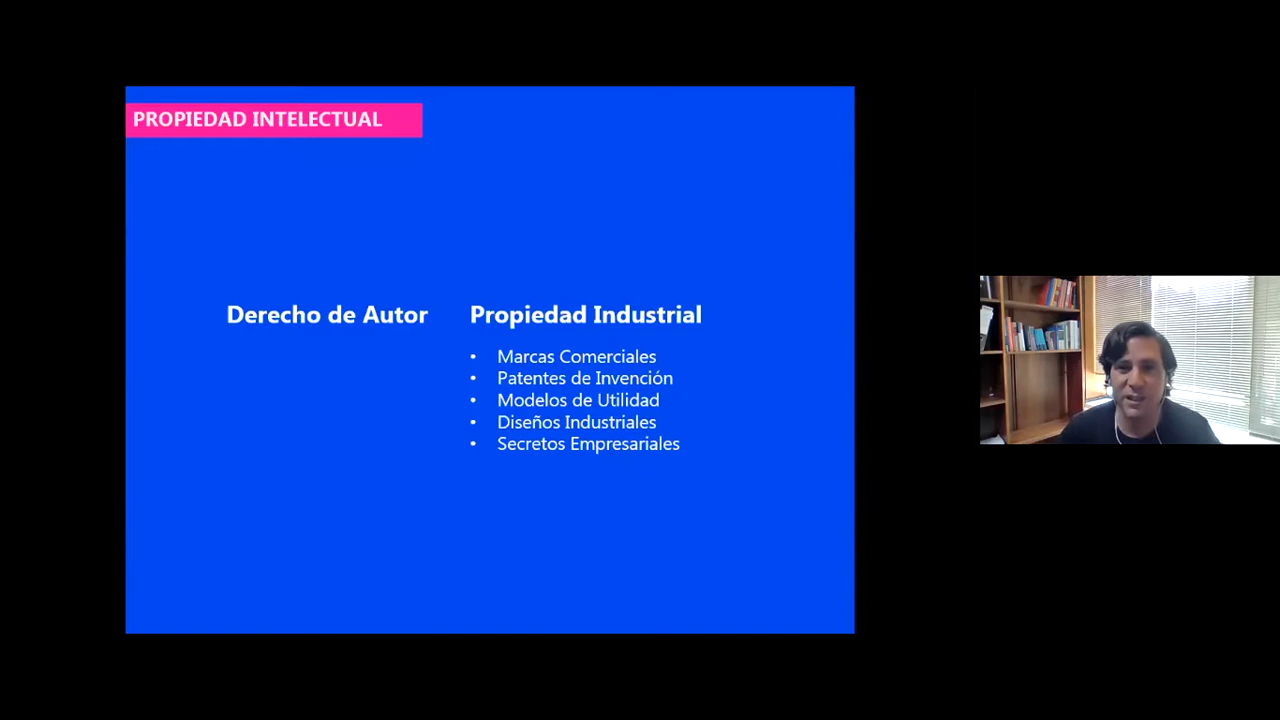 PROPIEDAD INTELECTUAL
Derecho de Autor
Propiedad Industrial
• Marcas Comerciales
• Patentes de Invención
• Modelos de Utilidad
• Diseños Industriales
• Secretos Empresariales